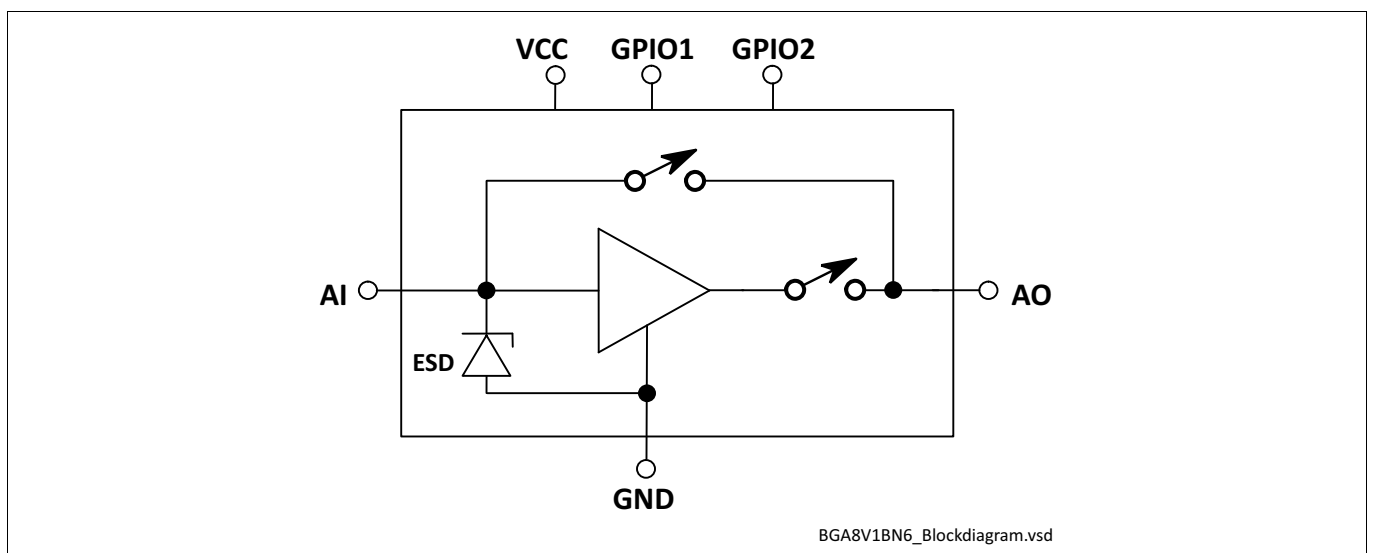 VCC GPIO1 GPIO2
AI
AO
ESD
GND
BGA8V1BN6_Blockdiagram.vsd